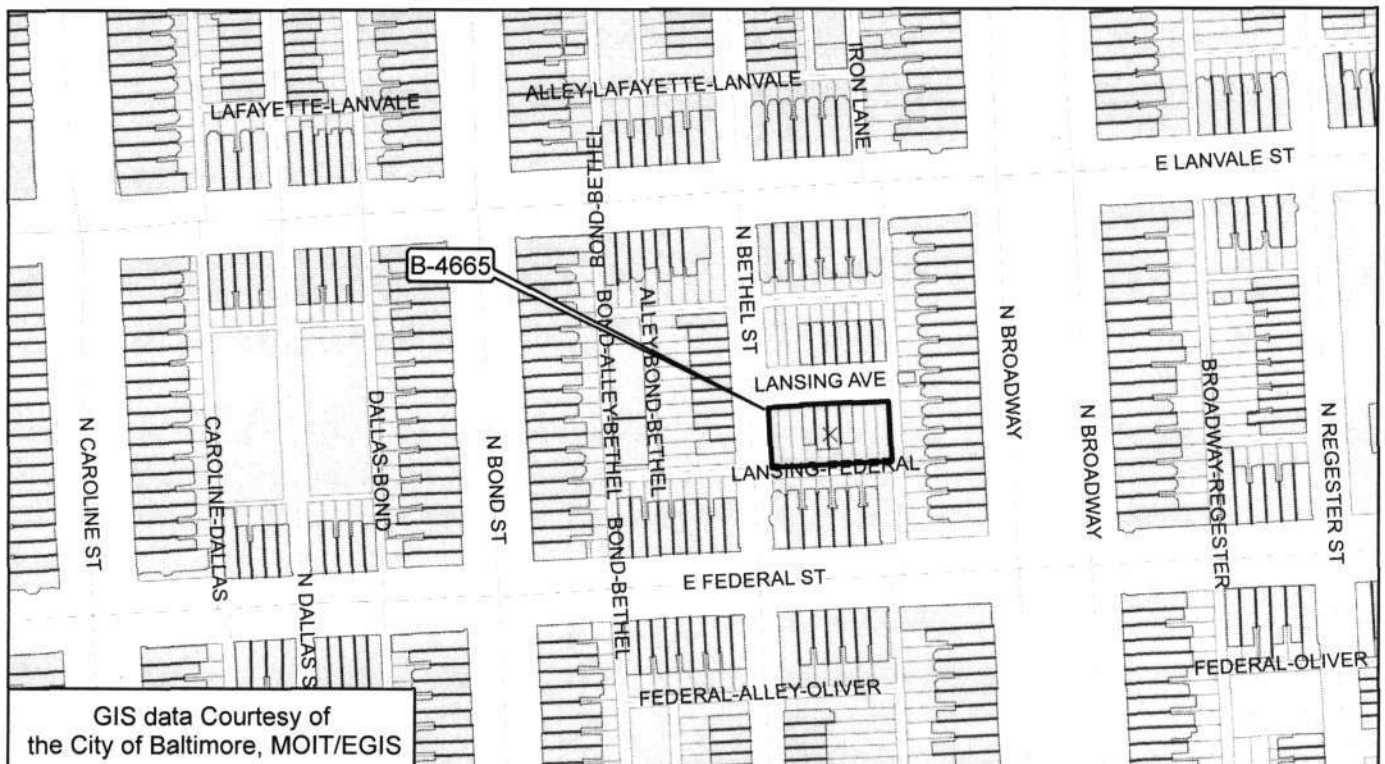 LAFAYETTE-LANVALE
ALLEY-LAFAYETTE-LANVALE
IRON LANE
BOND-BETHEL
E LANVALE ST
B-4665
N BETHEL ST
BOND-ALLEY-BETHEL
ALLEY-BOND-BETHEL
LANSING AVE
N BROADWAY
N CAROLINE ST
CAROLINE-DALLAS
DALLAS-BOND
N BOND ST
LANSING-FEDERAL
N BROADWAY
BROADWAY-REGESTER
N REGESTER ST
BOND-BETHEL
E FEDERAL ST
N DALLAS S
FEDERAL-ALLEY-OLIVER
FEDERAL-OLIVER
GIS data Courtesy of
the City of Baltimore, MOIT/EGIS